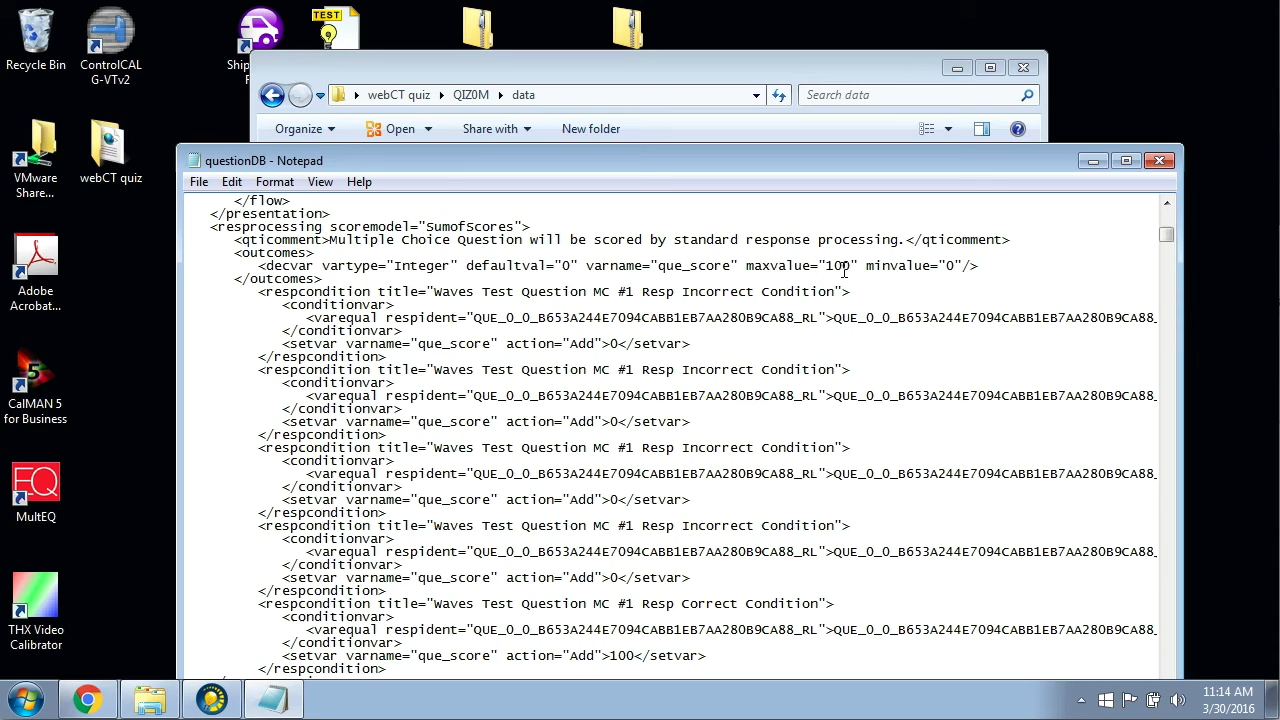 Recycle Bin
ControlCAL
G-VTv2
Ship
TEST
VMware
Share...
webCT quiz
Adobe
Acrobat...
5
CalMAN 5
for Business
EQ
MultEQ
THX Video
Calibrator
webCT quiz
QIZ0M
data
Search data
Organize
Open
Share with
New folder
questionDB - Notepad
File
Edit
Format
View
Help
</flow>
</presentation>
<resprocessing scoremodel="SumofScores">
<qticomment>Multiple Choice Question will be scored by standard response processing.</qticomment>
<outcomes>
<decvar vartype="Integer" defaultval="0" varname="que_score" maxvalue="100" minvalue="0"/>
</outcomes>
<respcondition title="Waves Test Question MC #1 Resp Incorrect Condition">
<conditionvar>
<varequal respident="QUE_0_0_B653A244E7094CABB1EB7AA280B9CA88_RL">QUE_0_0_B653A244E7094CABB1EB7AA280B9CA88_
</conditionvar>
<setvar varname="que_score" action="Add">0</setvar>
</respcondition>
<respcondition title="Waves Test Question MC #1 Resp Incorrect Condition">
<conditionvar>
<varequal respident="QUE_0_0_B653A244E7094CABB1EB7AA280B9CA88_RL">QUE_0_0_B653A244E7094CABB1EB7AA280B9CA88_
</conditionvar>
<setvar varname="que_score" action="Add">0</setvar>
</respcondition>
<respcondition title="Waves Test Question MC #1 Resp Incorrect Condition">
<conditionvar>
<varequal respident="QUE_0_0_B653A244E7094CABB1EB7AA280B9CA88_RL">QUE_0_0_B653A244E7094CABB1EB7AA280B9CA88_
</conditionvar>
<setvar varname="que_score" action="Add">0</setvar>
</respcondition>
<respcondition title="Waves Test Question MC #1 Resp Incorrect Condition">
<conditionvar>
<varequal respident="QUE_0_0_B653A244E7094CABB1EB7AA280B9CA88_RL">QUE_0_0_B653A244E7094CABB1EB7AA280B9CA88_
</conditionvar>
<setvar varname="que_score" action="Add">0</setvar>
</respcondition>
<respcondition title="Waves Test Question MC #1 Resp Correct Condition">
<conditionvar>
<varequal respident="QUE_0_0_B653A244E7094CABB1EB7AA280B9CA88_RL">QUE_0_0_B653A244E7094CABB1EB7AA280B9CA88_
</conditionvar>
<setvar varname="que_score" action="Add">100</setvar>
</respcondition>
11:14 AM
3/30/2016